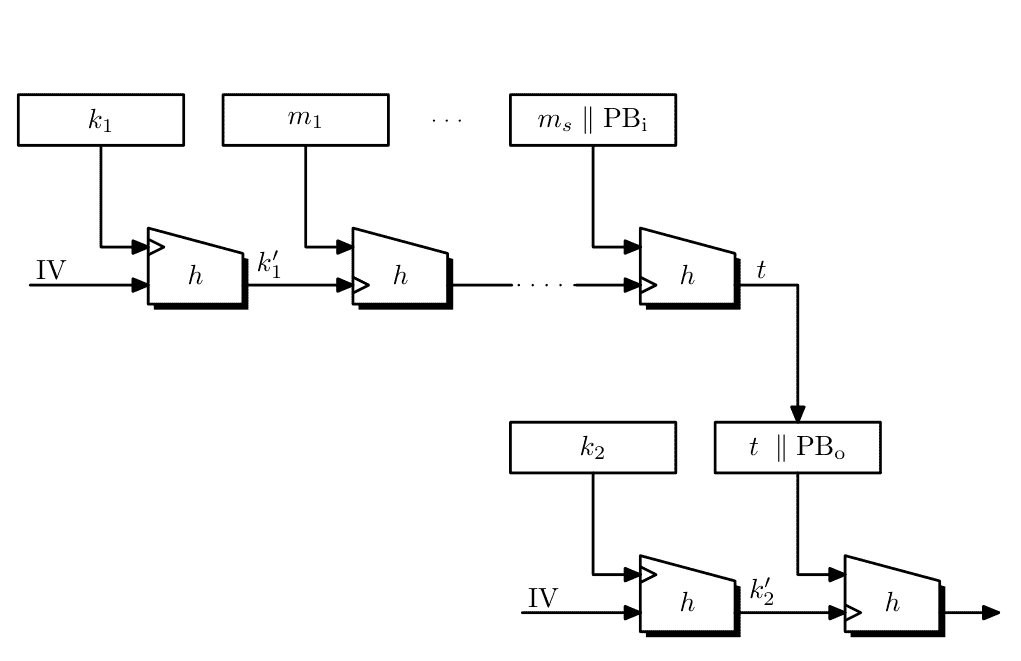 k₁ m₁ . . . mₛ ∥ PBᵢ
IV h k′₁ h · · · · h t
k₂ t ∥ PBₒ
IV h k′₂ h